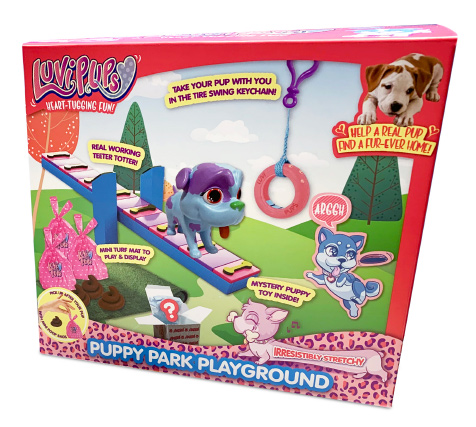 LUVIPUPS
HEART-TUGGING FUN!
TAKE YOUR PUP WITH YOU
IN THE TIRE SWING KEYCHAIN!
HELP A REAL PUP
FIND A FUR-EVER HOME!
REAL WORKING
TEETER TOTTER!
ARGGH
MINI TURF MAT TO
PLAY & DISPLAY
MYSTERY PUPPY
TOY INSIDE!
?
PUPPY PARK PLAYGROUND
IRRESISTIBLY STRETCHY